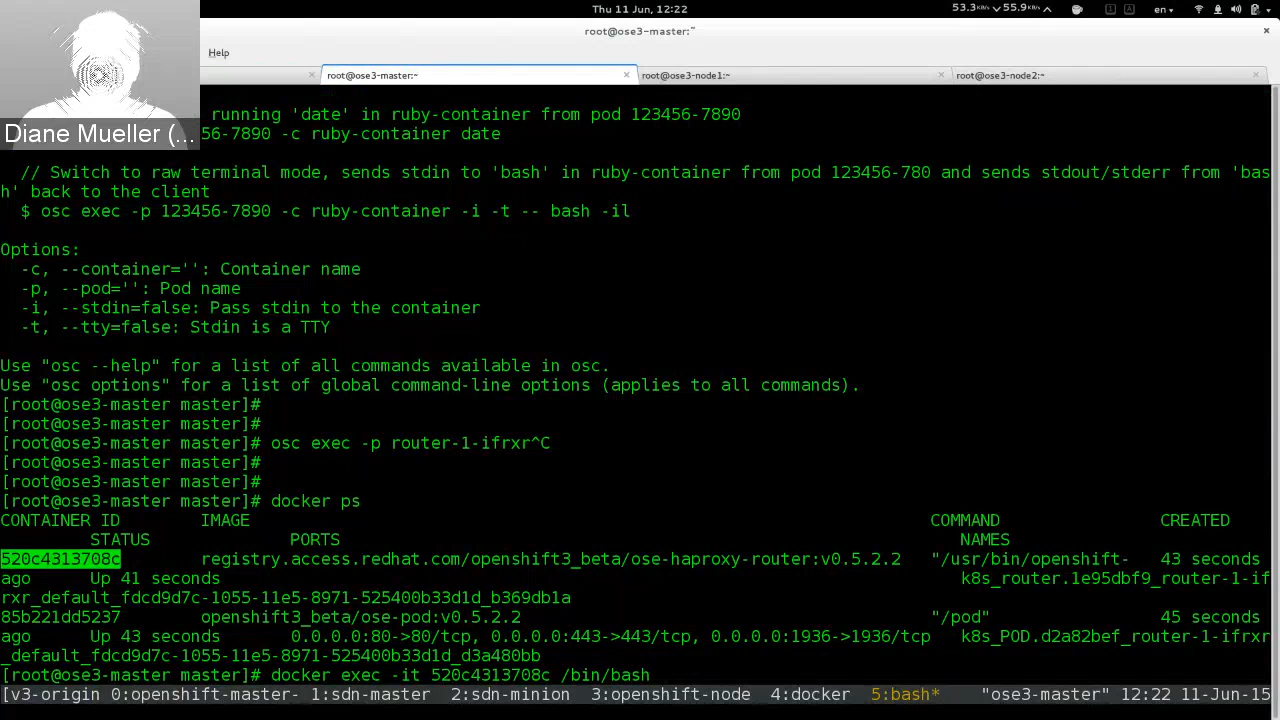 Thu 11 Jun, 12:22
53.3KB/s 55.9KB/s
en
root@ose3-master:~
Help
root@ose3-master:~
root@ose3-node1:~
root@ose3-node2:~
Diane Mueller (...
running 'date' in ruby-container from pod 123456-7890
56-7890 -c ruby-container date
// Switch to raw terminal mode, sends stdin to 'bash' in ruby-container from pod 123456-780 and sends stdout/stderr from 'bas
h' back to the client
$ osc exec -p 123456-7890 -c ruby-container -i -t -- bash -il
Options:
-c, --container='': Container name
-p, --pod='': Pod name
-i, --stdin=false: Pass stdin to the container
-t, --tty=false: Stdin is a TTY
Use "osc --help" for a list of all commands available in osc.
Use "osc options" for a list of global command-line options (applies to all commands).
[root@ose3-master master]#
[root@ose3-master master]#
[root@ose3-master master]# osc exec -p router-1-ifrxr^C
[root@ose3-master master]#
[root@ose3-master master]#
[root@ose3-master master]# docker ps
CONTAINER ID IMAGE COMMAND CREATED
STATUS PORTS NAMES
520c4313708c registry.access.redhat.com/openshift3_beta/ose-haproxy-router:v0.5.2.2 "/usr/bin/openshift- 43 seconds
ago Up 41 seconds k8s_router.1e95dbf9_router-1-if
rxr_default_fdcd9d7c-1055-11e5-8971-525400b33d1d_b369db1a
85b221dd5237 openshift3_beta/ose-pod:v0.5.2.2 "/pod" 45 seconds
ago Up 43 seconds 0.0.0.0:80->80/tcp, 0.0.0.0:443->443/tcp, 0.0.0.0:1936->1936/tcp k8s_POD.d2a82bef_router-1-ifrxr
_default_fdcd9d7c-1055-11e5-8971-525400b33d1d_d3a480bb
[root@ose3-master master]# docker exec -it 520c4313708c /bin/bash
[v3-origin 0:openshift-master- 1:sdn-master 2:sdn-minion 3:openshift-node 4:docker 5:bash* "ose3-master" 12:22 11-Jun-15